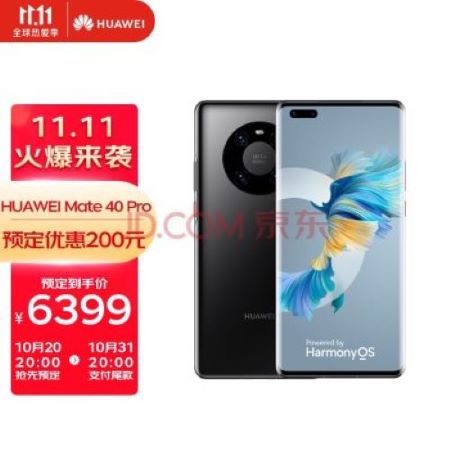 11.11
全球热爱季
HUAWEI
11.11
火爆来袭
HUAWEI Mate 40 Pro
预定优惠200元
预定到手价
¥6399
10月20 10月31
20:00 20:00
抢先预定 支付尾款
JD.COM 京东
HUAWEI
Powered by
HarmonyOS